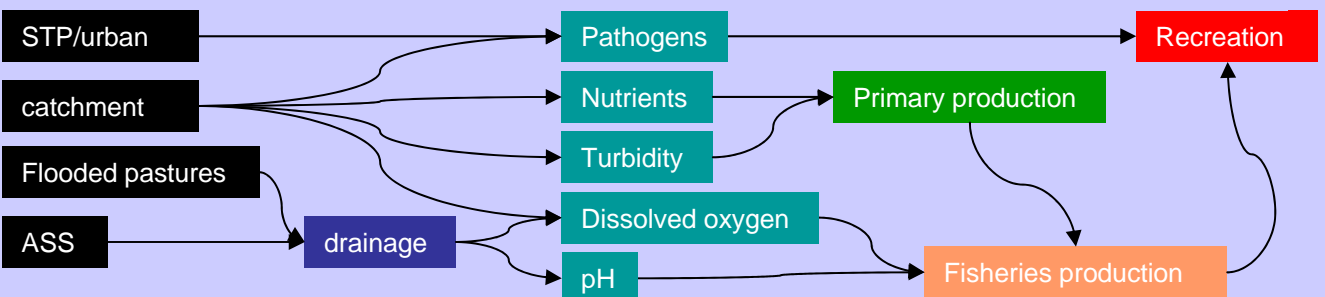 STP/urban
catchment
Flooded pastures
ASS
drainage
Pathogens
Nutrients
Turbidity
Dissolved oxygen
pH
Primary production
Fisheries production
Recreation